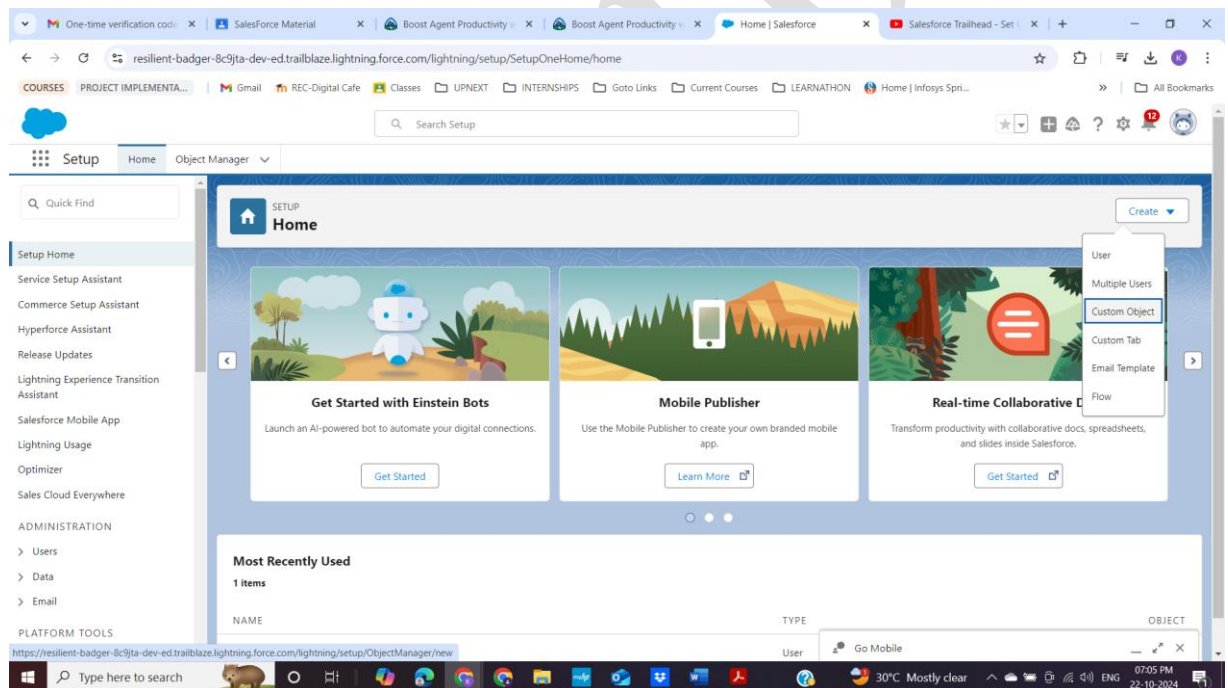 One-time verification code
SalesForce Material
Boost Agent Productivity
Boost Agent Productivity
Home | Salesforce
Salesforce Trailhead - Set
resilient-badger-8c9jta-dev-ed.trailblaze.lightning.force.com/lightning/setup/SetupOneHome/home
K
COURSES
PROJECT IMPLEMENTA...
Gmail
REC-Digital Cafe
Classes
UPNEXT
INTERNSHIPS
Goto Links
Current Courses
LEARNATHON
Home | Infosys Spri...
All Bookmarks
Search Setup
12
Setup
Home
Object Manager
Quick Find
Setup Home
Service Setup Assistant
Commerce Setup Assistant
Hyperforce Assistant
Release Updates
Lightning Experience Transition
Assistant
Salesforce Mobile App
Lightning Usage
Optimizer
Sales Cloud Everywhere
ADMINISTRATION
Users
Data
Email
PLATFORM TOOLS
SETUP
Home
Create
User
Multiple Users
Custom Object
Custom Tab
Email Template
Flow
Get Started with Einstein Bots
Launch an AI-powered bot to automate your digital connections.
Get Started
Mobile Publisher
Use the Mobile Publisher to create your own branded mobile
app.
Learn More
Real-time Collaborative D
Transform productivity with collaborative docs, spreadsheets,
and slides inside Salesforce.
Get Started
Most Recently Used
1 items
NAME
TYPE
OBJECT
User
Go Mobile
https://resilient-badger-8c9jta-dev-ed.trailblaze.lightning.force.com/lightning/setup/ObjectManager/new
Type here to search
30°C Mostly clear
ENG
07:05 PM
22-10-2024
1